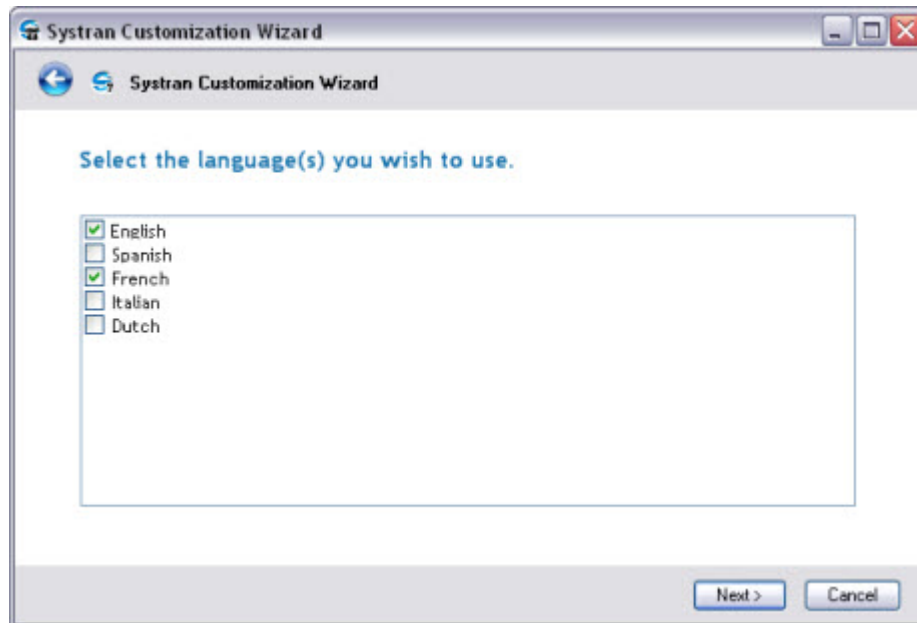 Systran Customization Wizard
Systran Customization Wizard
Select the language(s) you wish to use.
English
Spanish
French
Italian
Dutch
Next >
Cancel